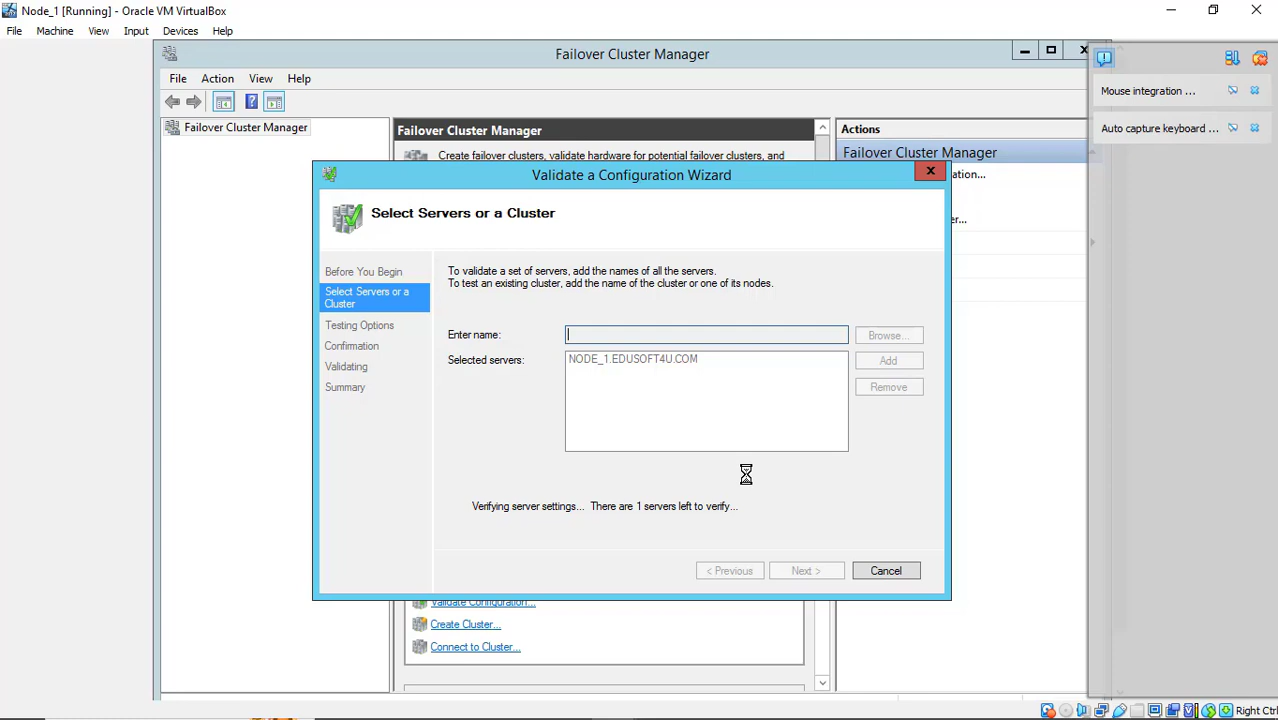 Node_1 [Running] - Oracle VM VirtualBox
File Machine View Input Devices Help
Failover Cluster Manager
File Action View Help
Failover Cluster Manager
Failover Cluster Manager
Create failover clusters, validate hardware for potential failover clusters, and
Actions
Failover Cluster Manager
ation...
er...
Mouse integration ...
Auto capture keyboard ...
Validate a Configuration Wizard
Select Servers or a Cluster
Before You Begin
Select Servers or a
Cluster
Testing Options
Confirmation
Validating
Summary
To validate a set of servers, add the names of all the servers.
To test an existing cluster, add the name of the cluster or one of its nodes.
Enter name:
Browse...
Selected servers:
NODE_1.EDUSOFT4U.COM
Add
Remove
Verifying server settings... There are 1 servers left to verify...
< Previous
Next >
Cancel
Validate Configuration...
Create Cluster...
Connect to Cluster...
Right Ctrl